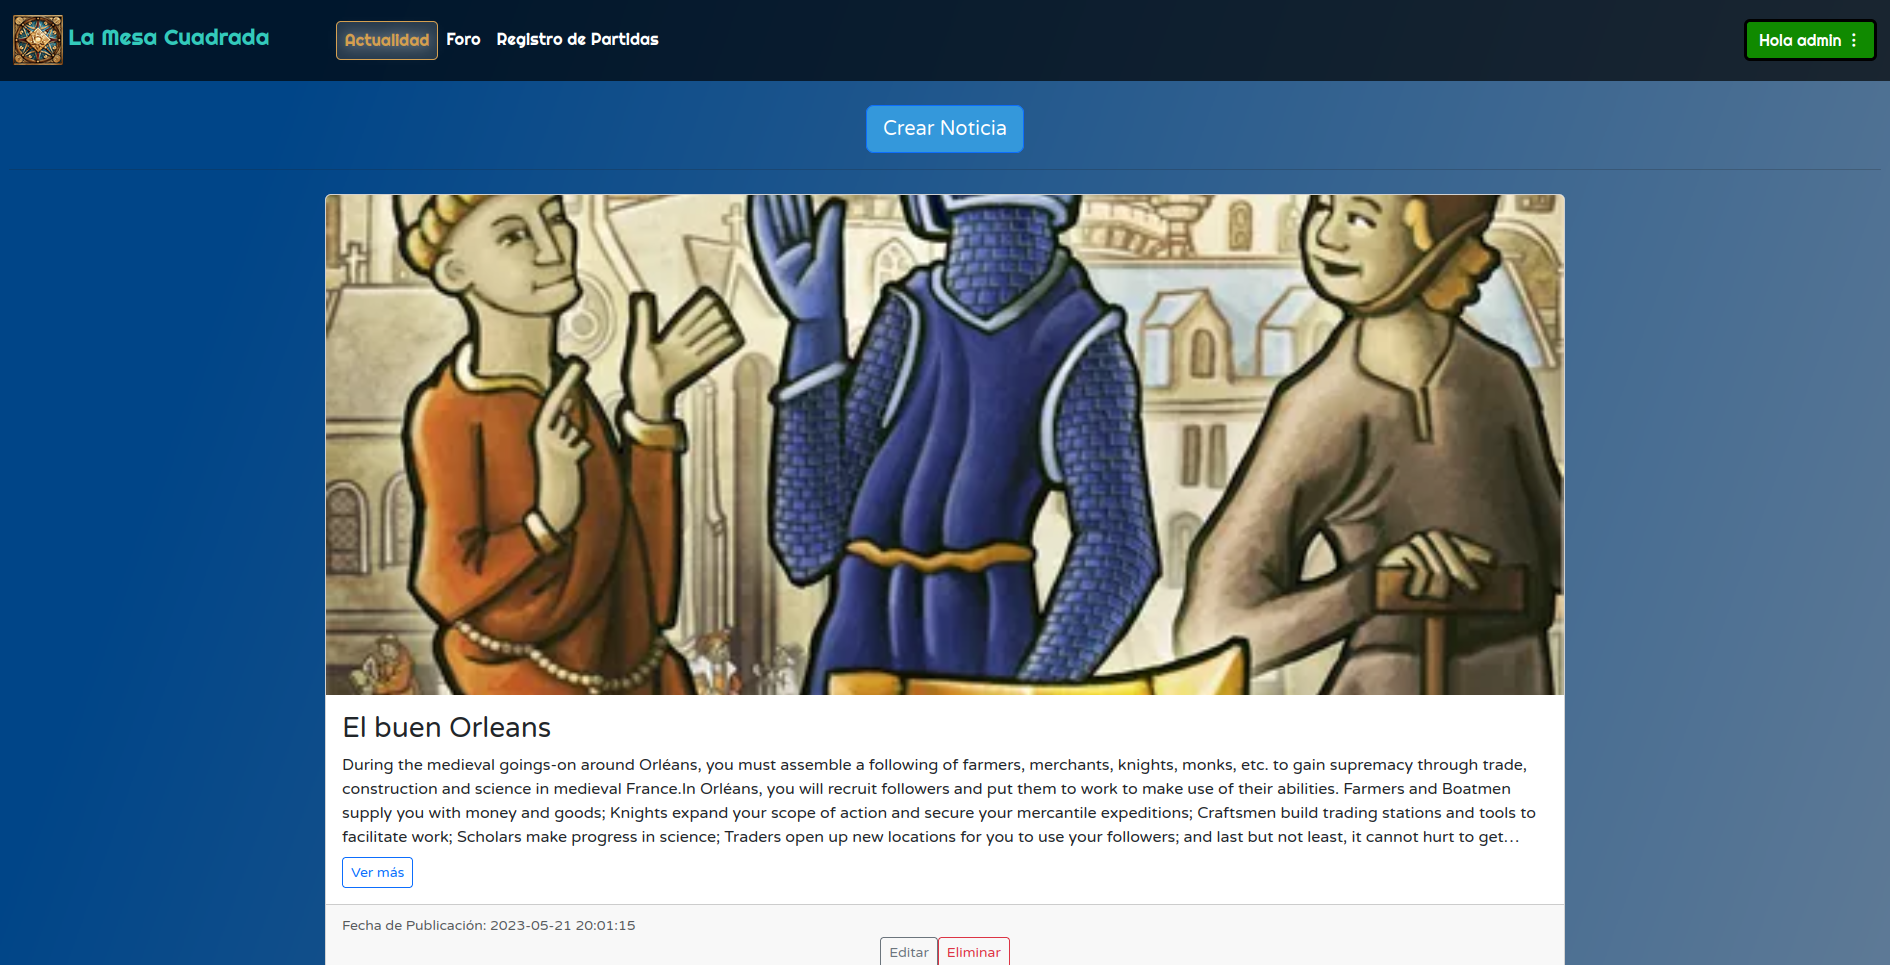 La Mesa Cuadrada
Actualidad Foro Registro de Partidas
Hola admin
Crear Noticia
El buen Orleans
During the medieval goings-on around Orléans, you must assemble a following of farmers, merchants, knights, monks, etc. to gain supremacy through trade,
construction and science in medieval France.In Orléans, you will recruit followers and put them to work to make use of their abilities. Farmers and Boatmen
supply you with money and goods; Knights expand your scope of action and secure your mercantile expeditions; Craftsmen build trading stations and tools to
facilitate work; Scholars make progress in science; Traders open up new locations for you to use your followers; and last but not least, it cannot hurt to get...
Ver más
Fecha de Publicación: 2023-05-21 20:01:15
Editar Eliminar